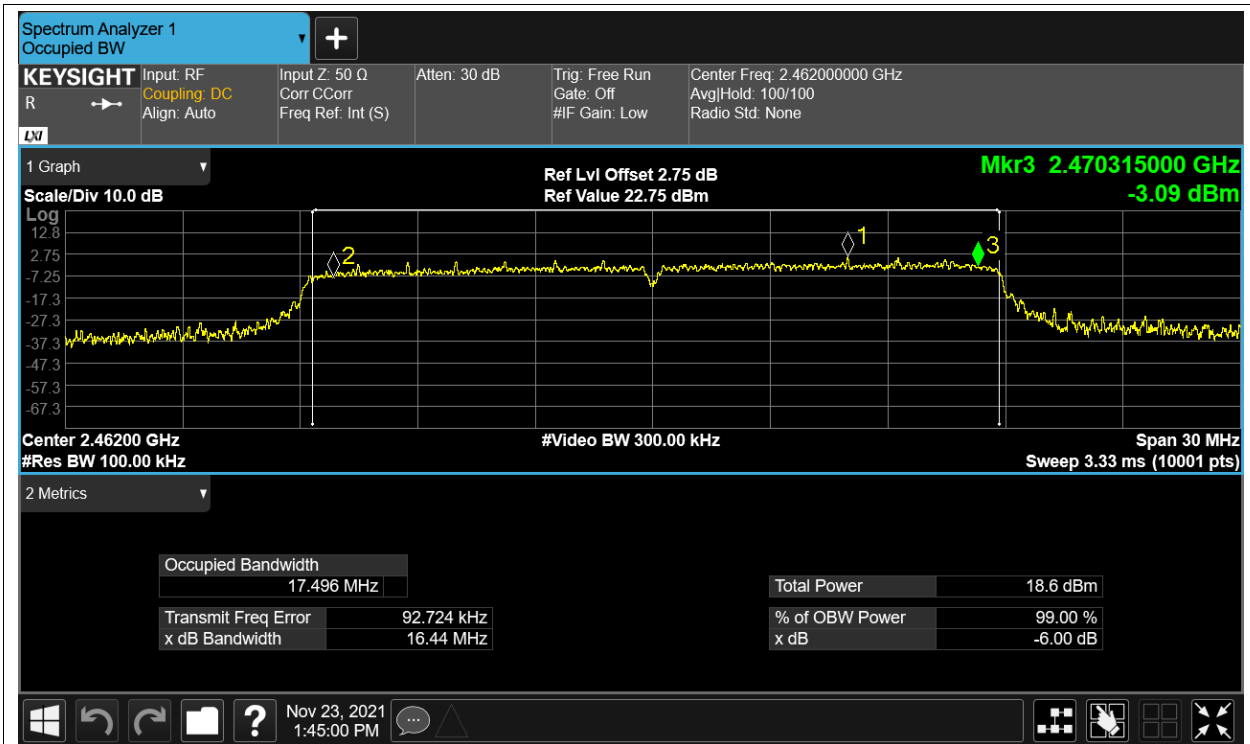 Spectrum Analyzer 1
Occupied BW
▼
+
KEYSIGHT
R
LXI
Input: RF
Coupling: DC
Align: Auto
Input Z: 50 Ω
Corr CCorr
Freq Ref: Int (S)
Atten: 30 dB
Trig: Free Run
Gate: Off
#IF Gain: Low
Center Freq: 2.462000000 GHz
Avg|Hold: 100/100
Radio Std: None
1 Graph ▼
Scale/Div 10.0 dB
Ref Lvl Offset 2.75 dB
Ref Value 22.75 dBm
Mkr3 2.470315000 GHz
-3.09 dBm
Log
12.8
2.75
-7.25
-17.3
-27.3
-37.3
-47.3
-57.3
-67.3
2
1
3
Center 2.46200 GHz
#Res BW 100.00 kHz
#Video BW 300.00 kHz
Span 30 MHz
Sweep 3.33 ms (10001 pts)
2 Metrics ▼
Occupied Bandwidth
17.496 MHz
Transmit Freq Error 92.724 kHz
x dB Bandwidth 16.44 MHz
Total Power 18.6 dBm
% of OBW Power 99.00 %
x dB -6.00 dB
?
Nov 23, 2021
1:45:00 PM